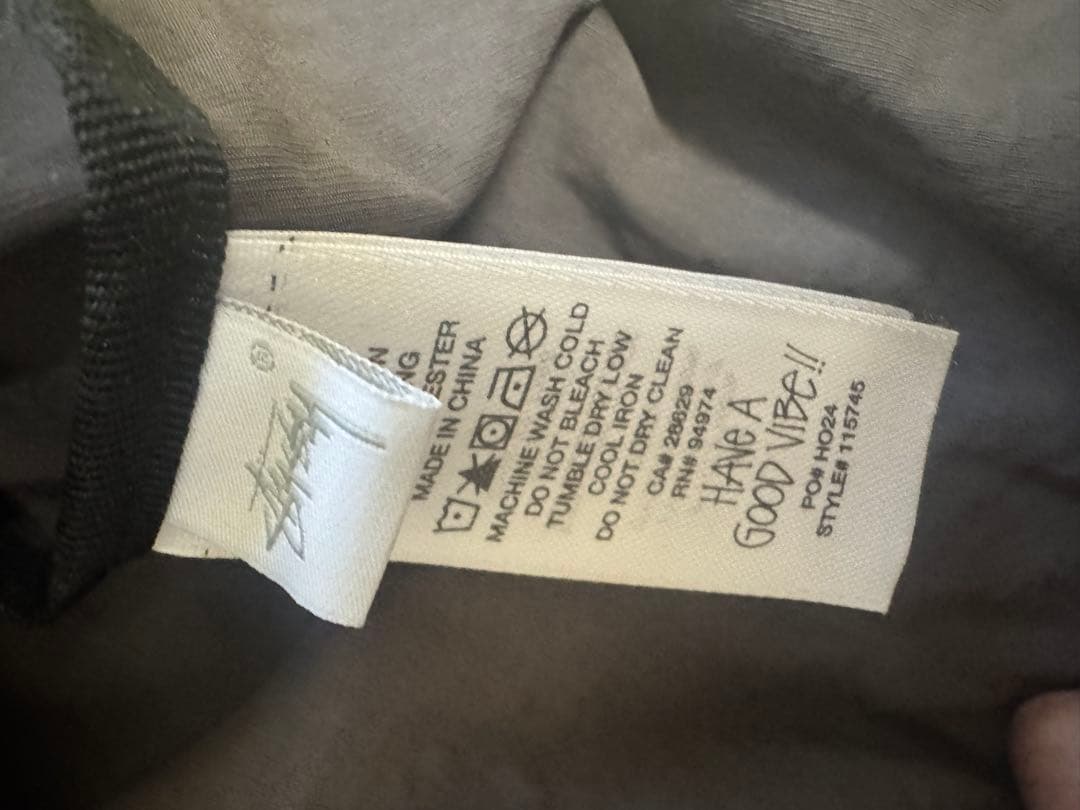 Stüssy
®
MADE IN CHINA
MACHINE WASH COLD
DO NOT BLEACH
TUMBLE DRY LOW
COOL IRON
DO NOT DRY CLEAN
CA# 28629
RN# 94974
HAVE A
GOOD VIBE!!
PO# HO24
STYLE# 115745